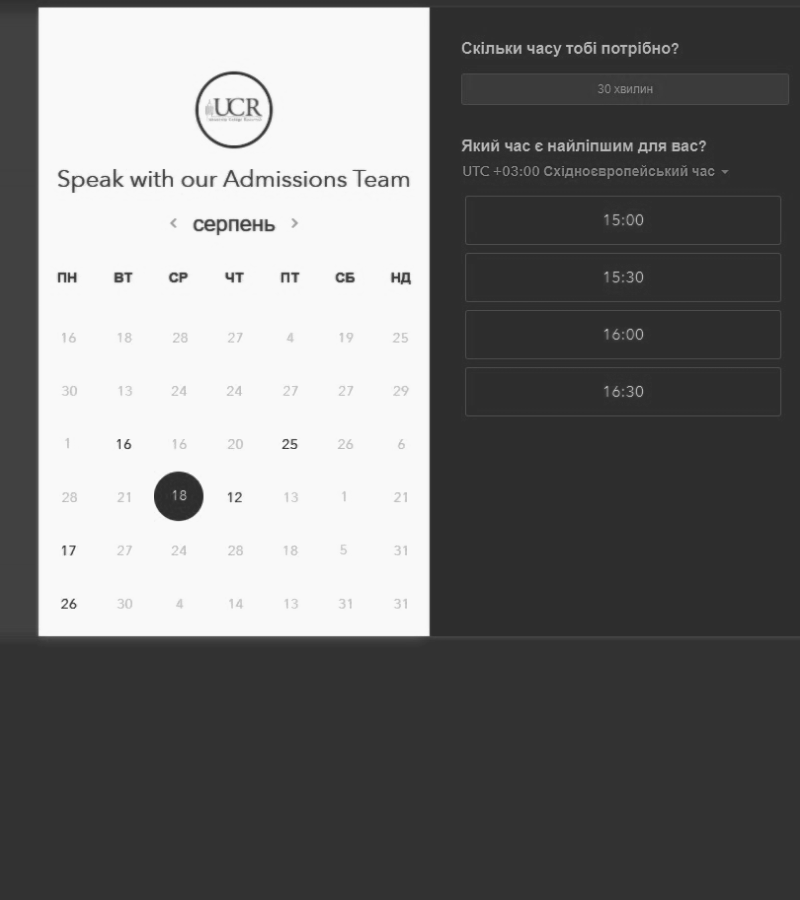 UCR
Speak with our Admissions Team
< серпень >
ПН ВТ СР ЧТ ПТ СБ НД
16 18 28 27 4 19 25
30 13 24 24 27 27 29
1 16 16 20 25 26 6
28 21 18 12 13 1 21
17 27 24 28 18 5 31
26 30 4 14 13 31 31
Скільки часу тобі потрібно?
30 хвилин
Який час є найліпшим для вас?
UTC +03:00 Східноєвропейський час
15:00
15:30
16:00
16:30